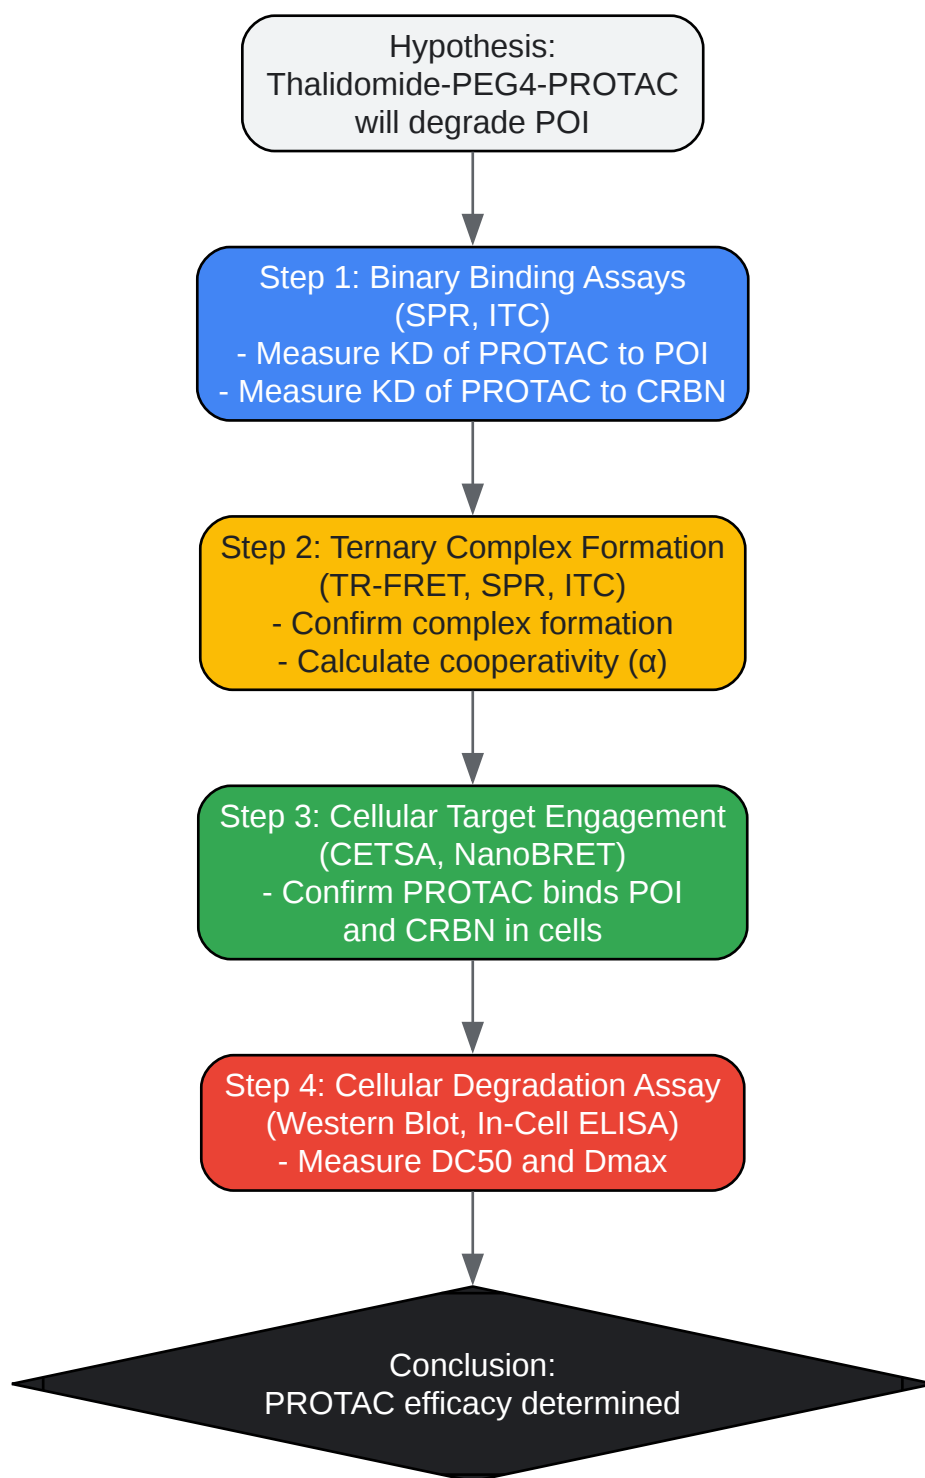 Hypothesis:
Thalidomide-PEG4-PROTAC
will degrade POI
Step 1: Binary Binding Assays
(SPR, ITC)
- Measure KD of PROTAC to POI
- Measure KD of PROTAC to CRBN
Step 2: Ternary Complex Formation
(TR-FRET, SPR, ITC)
- Confirm complex formation
- Calculate cooperativity (α)
Step 3: Cellular Target Engagement
(CETSA, NanoBRET)
- Confirm PROTAC binds POI
and CRBN in cells
Step 4: Cellular Degradation Assay
(Western Blot, In-Cell ELISA)
- Measure DC50 and Dmax
Conclusion:
PROTAC efficacy determined